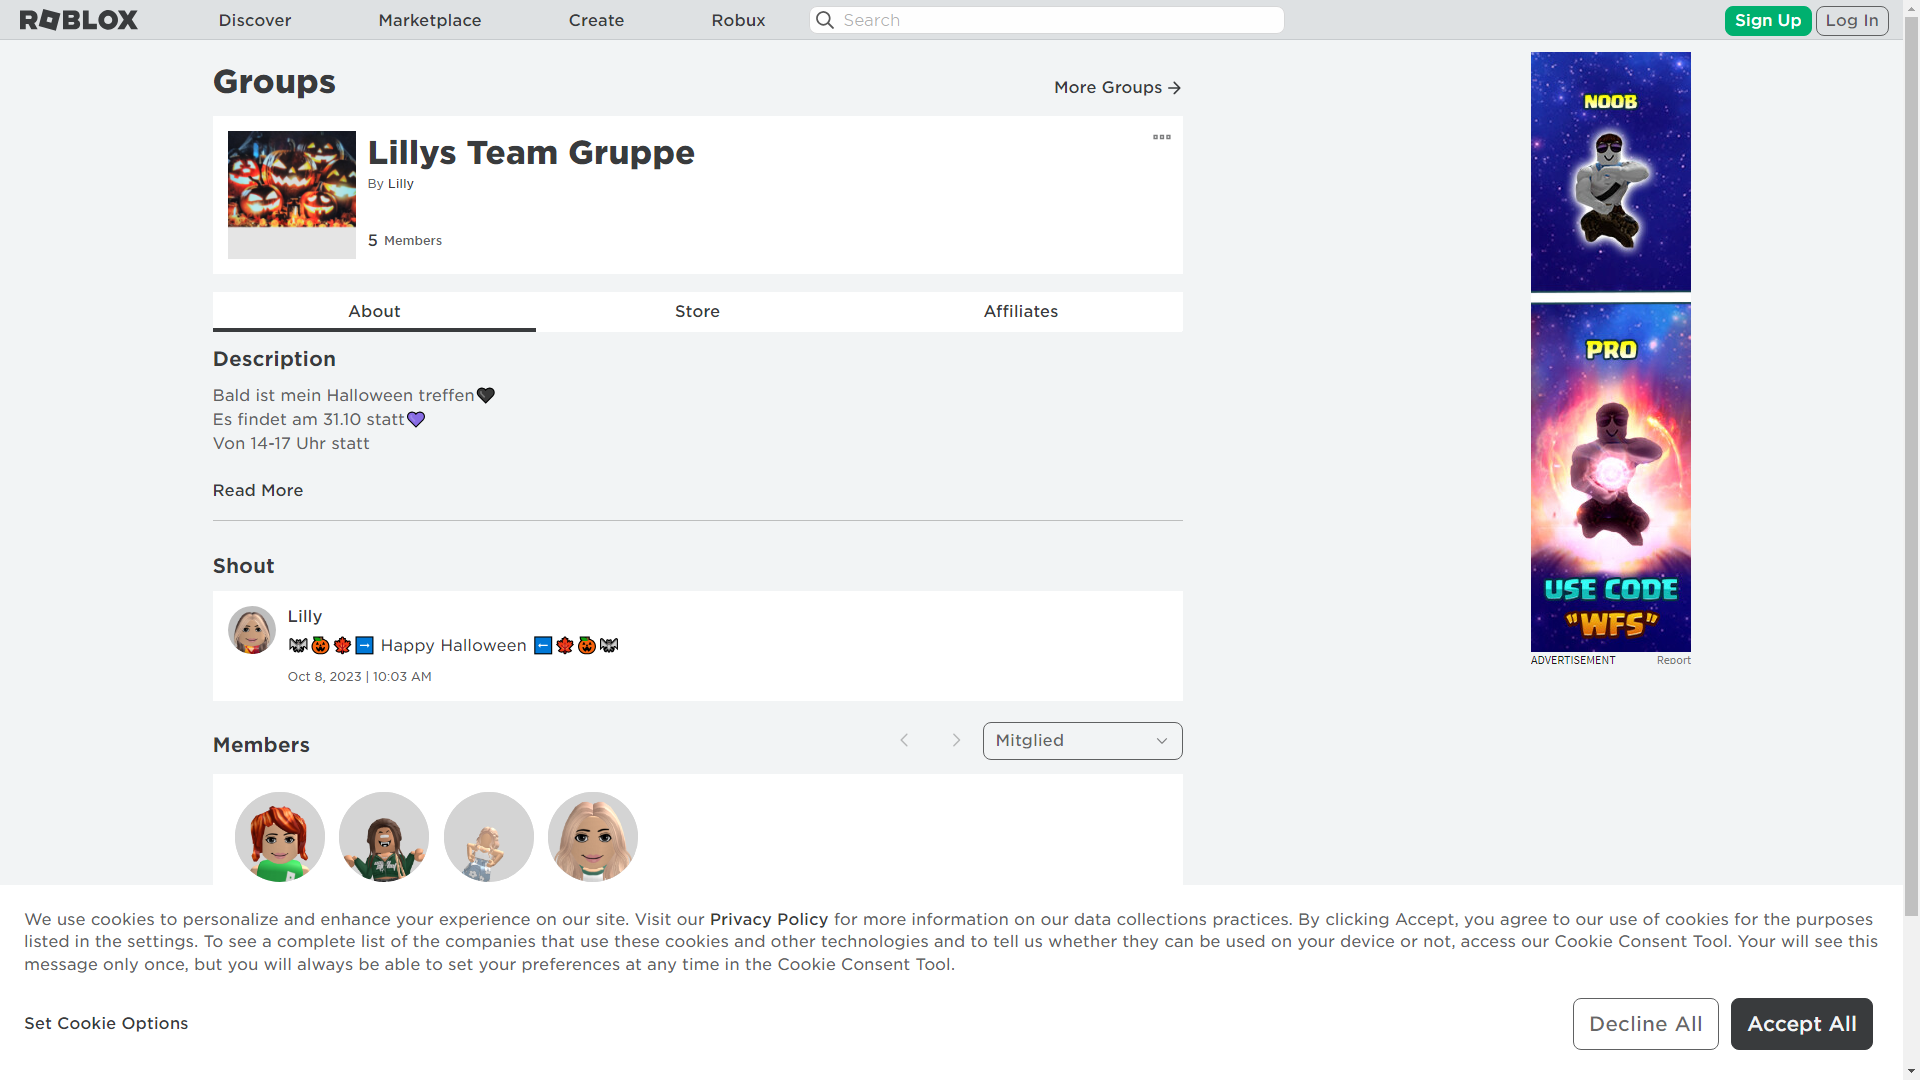 ROBLOX
Discover
Marketplace
Create
Robux
Search
Sign Up
Log In
Groups
More Groups
Lillys Team Gruppe
By Lilly
5 Members
About
Store
Affiliates
Description
Bald ist mein Halloween treffen🖤
Es findet am 31.10 statt💜
Von 14-17 Uhr statt
Read More
Shout
Lilly
🦇🎃🍁➡️ Happy Halloween ⬅️🍁🎃🦇
Oct 8, 2023 | 10:03 AM
Members
Mitglied
NOOB
PRO
USE CODE
"WFS"
ADVERTISEMENT
Report
We use cookies to personalize and enhance your experience on our site. Visit our Privacy Policy for more information on our data collections practices. By clicking Accept, you agree to our use of cookies for the purposes
listed in the settings. To see a complete list of the companies that use these cookies and other technologies and to tell us whether they can be used on your device or not, access our Cookie Consent Tool. Your will see this
message only once, but you will always be able to set your preferences at any time in the Cookie Consent Tool.
Set Cookie Options
Decline All
Accept All